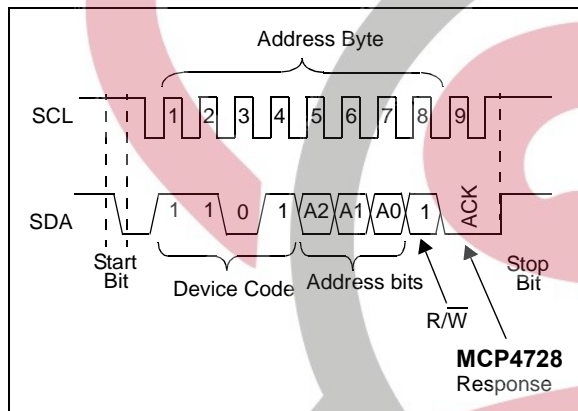 Address Byte
SCL 1 2 3 4 5 6 7 8 9
SDA 1 1 0 1 A2 A1 A0 1 ACK
Start Bit
Device Code
Address bits
Stop Bit
R/W̅
MCP4728
Response